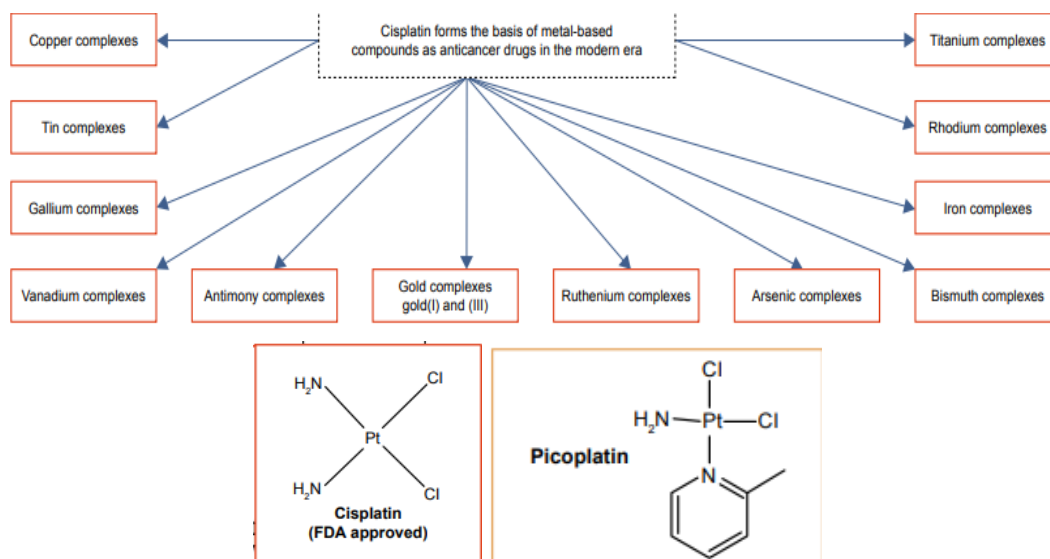 Cisplatin forms the basis of metal-based
compounds as anticancer drugs in the modern era
Copper complexes
Titanium complexes
Tin complexes
Rhodium complexes
Gallium complexes
Iron complexes
Vanadium complexes
Antimony complexes
Gold complexes
gold(I) and (III)
Ruthenium complexes
Arsenic complexes
Bismuth complexes
H₂N
Cl
Pt
H₂N
Cl
Cisplatin
(FDA approved)
Cl
H₂N
Pt
Cl
N
Picoplatin